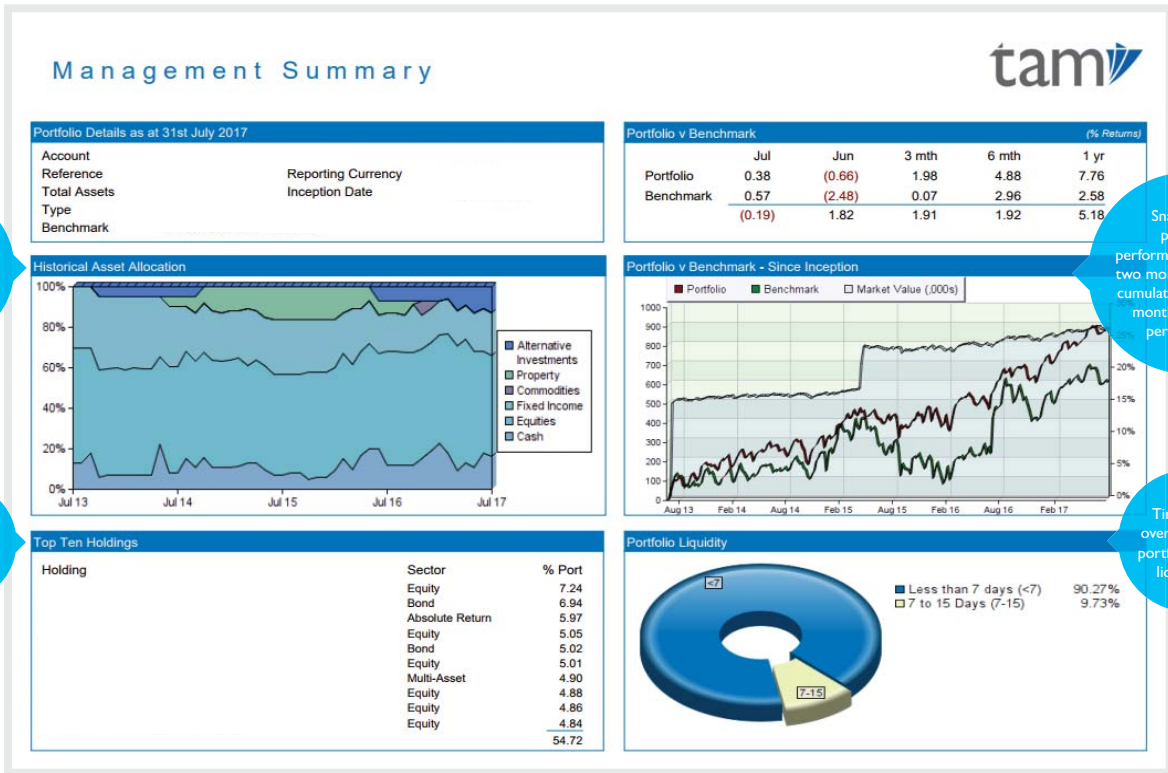 Management Summary
tam
Portfolio Details as at 31st July 2017
Account
Reference Reporting Currency
Total Assets Inception Date
Type
Benchmark
Portfolio v Benchmark (% Returns)
Jul Jun 3 mth 6 mth 1 yr
Portfolio 0.38 (0.66) 1.98 4.88 7.76
Benchmark 0.57 (2.48) 0.07 2.96 2.58
(0.19) 1.82 1.91 1.92 5.18
Historical Asset Allocation
100%
80%
60%
40%
20%
0%
Jul 13 Jul 14 Jul 15 Jul 16 Jul 17
Alternative
Investments
Property
Commodities
Fixed Income
Equities
Cash
Portfolio v Benchmark - Since Inception
Portfolio Benchmark Market Value (,000s)
1000
900
800
700
600
500
400
300
200
100
0
30%
25%
20%
15%
10%
5%
0%
Aug 13 Feb 14 Aug 14 Feb 15 Aug 15 Feb 16 Aug 16 Feb 17
two mo
cumulat
mont
per
Top Ten Holdings
Holding Sector % Port
Equity 7.24
Bond 6.94
Absolute Return 5.97
Equity 5.05
Bond 5.02
Equity 5.01
Multi-Asset 4.90
Equity 4.88
Equity 4.86
Equity 4.84
54.72
Portfolio Liquidity
<7
7-15
Less than 7 days (<7) 90.27%
7 to 15 Days (7-15) 9.73%
over